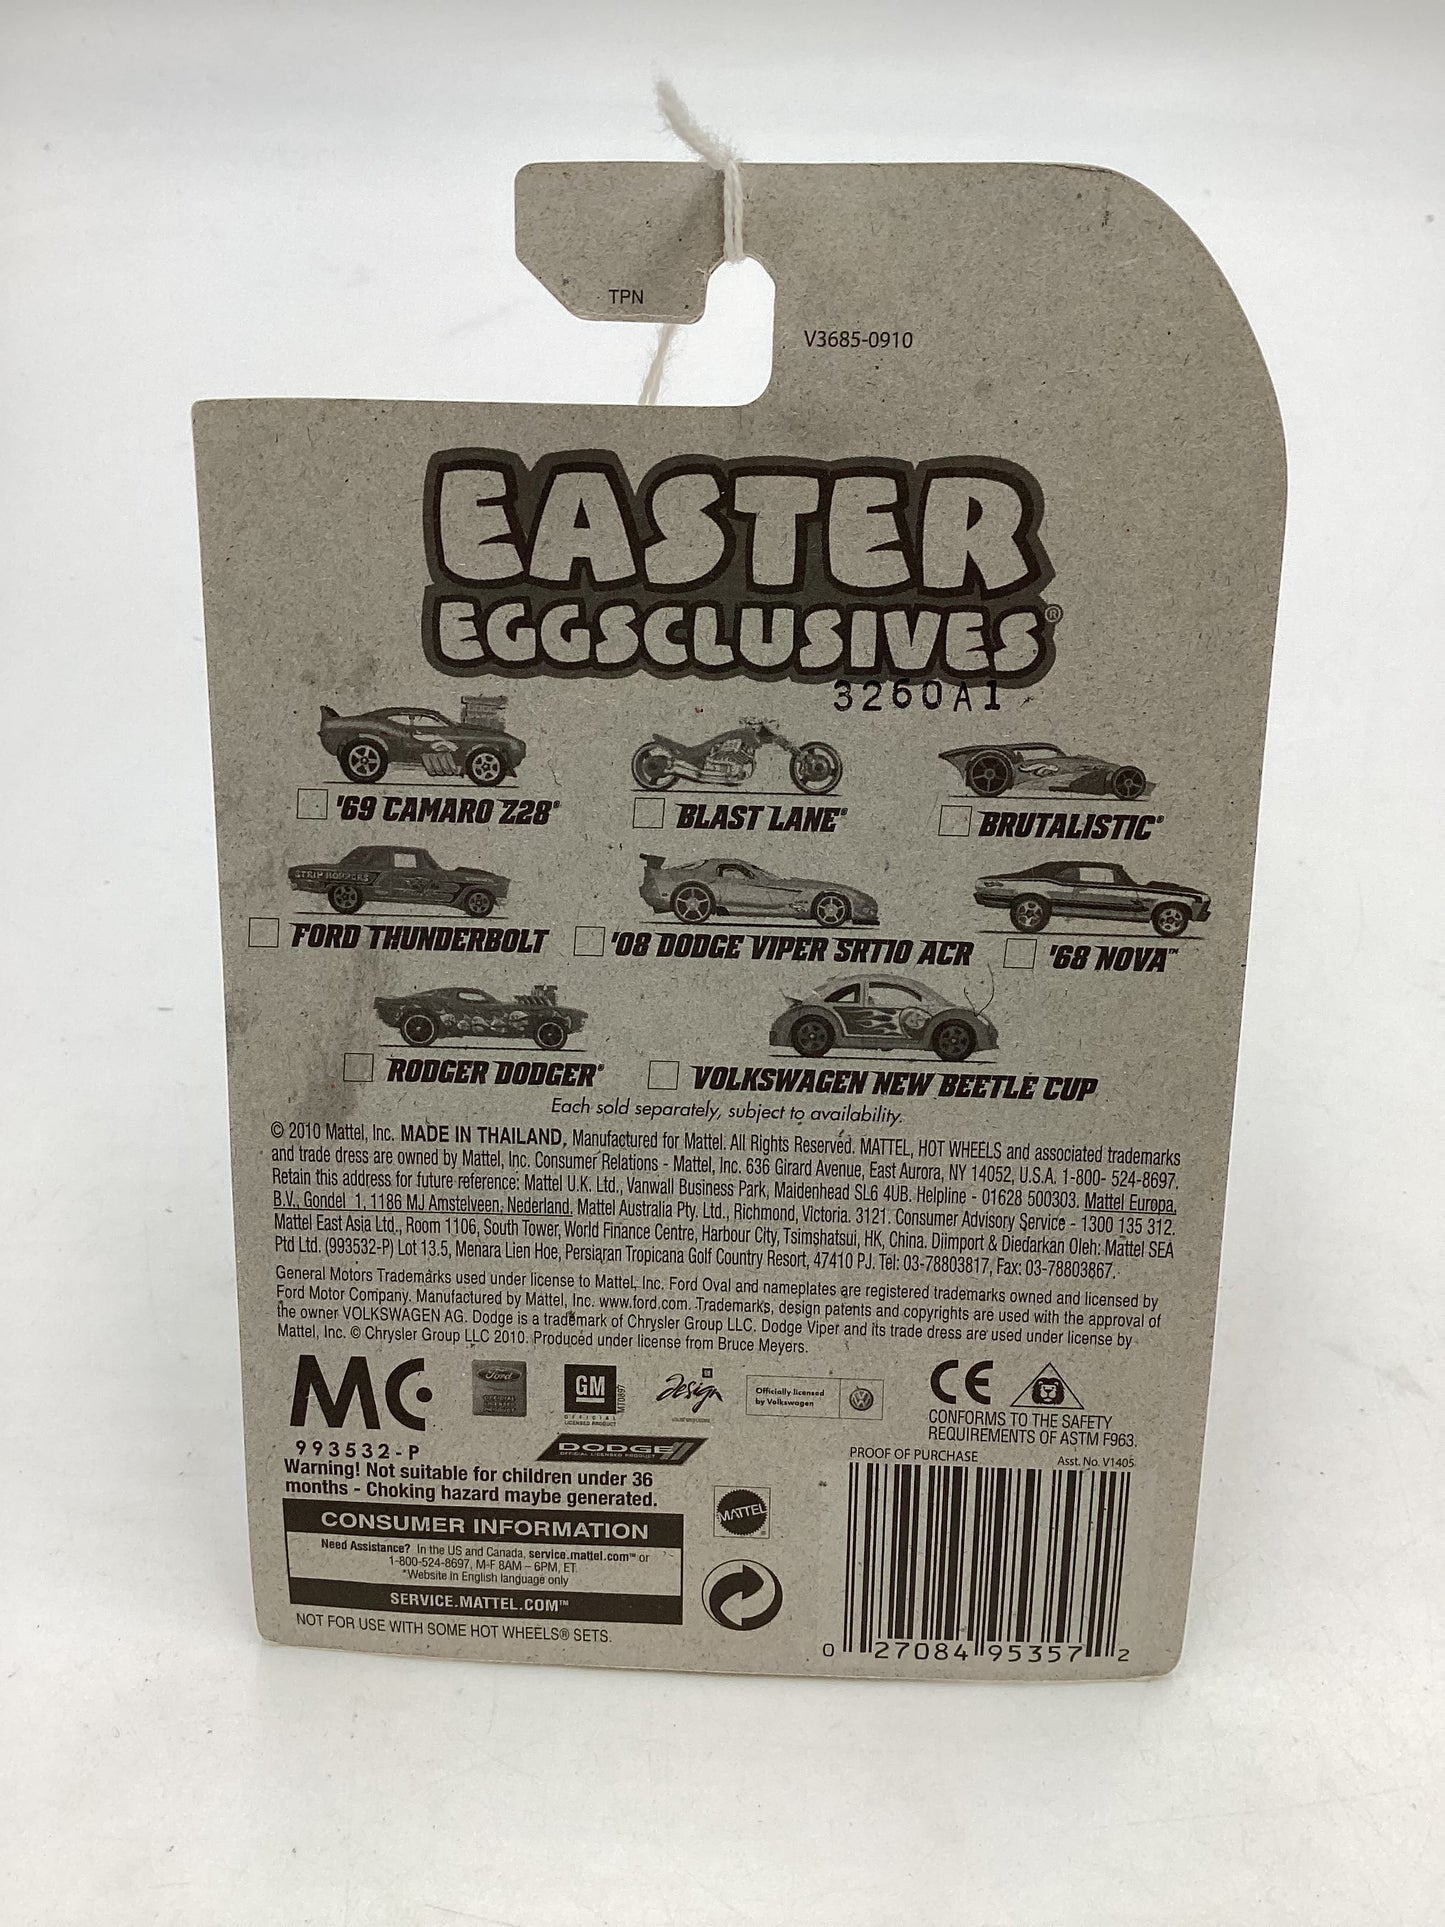 TPN
V3685-0910
EASTER
EGGSCLUSIVES®
3260A1
'69 CAMARO Z28®
BLAST LANE®
BRUTALISTIC®
STRIP HOPPERS
FORD THUNDERBOLT
'08 DODGE VIPER SRT10 ACR
'68 NOVA™
RODGER DODGER®
VOLKSWAGEN NEW BEETLE CUP
Each sold separately, subject to availability.
© 2010 Mattel, Inc. MADE IN THAILAND, Manufactured for Mattel. All Rights Reserved. MATTEL, HOT WHEELS and associated trademarks
and trade dress are owned by Mattel, Inc. Consumer Relations - Mattel, Inc. 636 Girard Avenue, East Aurora, NY 14052, U.S.A. 1-800- 524-8697.
Retain this address for future reference: Mattel U.K. Ltd., Vanwall Business Park, Maidenhead SL6 4UB. Helpline - 01628 500303. Mattel Europa,
B.V., Gondel 1, 1186 MJ Amstelveen, Nederland. Mattel Australia Pty. Ltd., Richmond, Victoria. 3121. Consumer Advisory Service - 1300 135 312.
Mattel East Asia Ltd., Room 1106, South Tower, World Finance Centre, Harbour City, Tsimshatsui, HK, China. Diimport & Diedarkan Oleh: Mattel SEA
Ptd Ltd. (993532-P) Lot 13.5, Menara Lien Hoe, Persiaran Tropicana Golf Country Resort, 47410 PJ. Tel: 03-78803817, Fax: 03-78803867.
General Motors Trademarks used under license to Mattel, Inc. Ford Oval and nameplates are registered trademarks owned and licensed by
Ford Motor Company. Manufactured by Mattel, Inc. www.ford.com. Trademarks, design patents and copyrights are used with the approval of
the owner VOLKSWAGEN AG. Dodge is a trademark of Chrysler Group LLC. Dodge Viper and its trade dress are used under license by
Mattel, Inc. © Chrysler Group LLC 2010. Produced under license from Bruce Meyers.
MC
993532-P
Ford
GM
OFFICIAL
LICENSED PRODUCT
MT0897
GM
Design
Officially licensed
by Volkswagen
DODGE
OFFICIAL LICENSED PRODUCT
CE
CONFORMS TO THE SAFETY
REQUIREMENTS OF ASTM F963.
Warning! Not suitable for children under 36
months - Choking hazard maybe generated.
CONSUMER INFORMATION
Need Assistance? In the US and Canada, service.mattel.com™ or
1-800-524-8697, M-F 8AM – 6PM, ET
*Website in English language only
SERVICE.MATTEL.COM™
NOT FOR USE WITH SOME HOT WHEELS® SETS.
MATTEL
PROOF OF PURCHASE
Asst. No. V1405
0 27084 95357 2